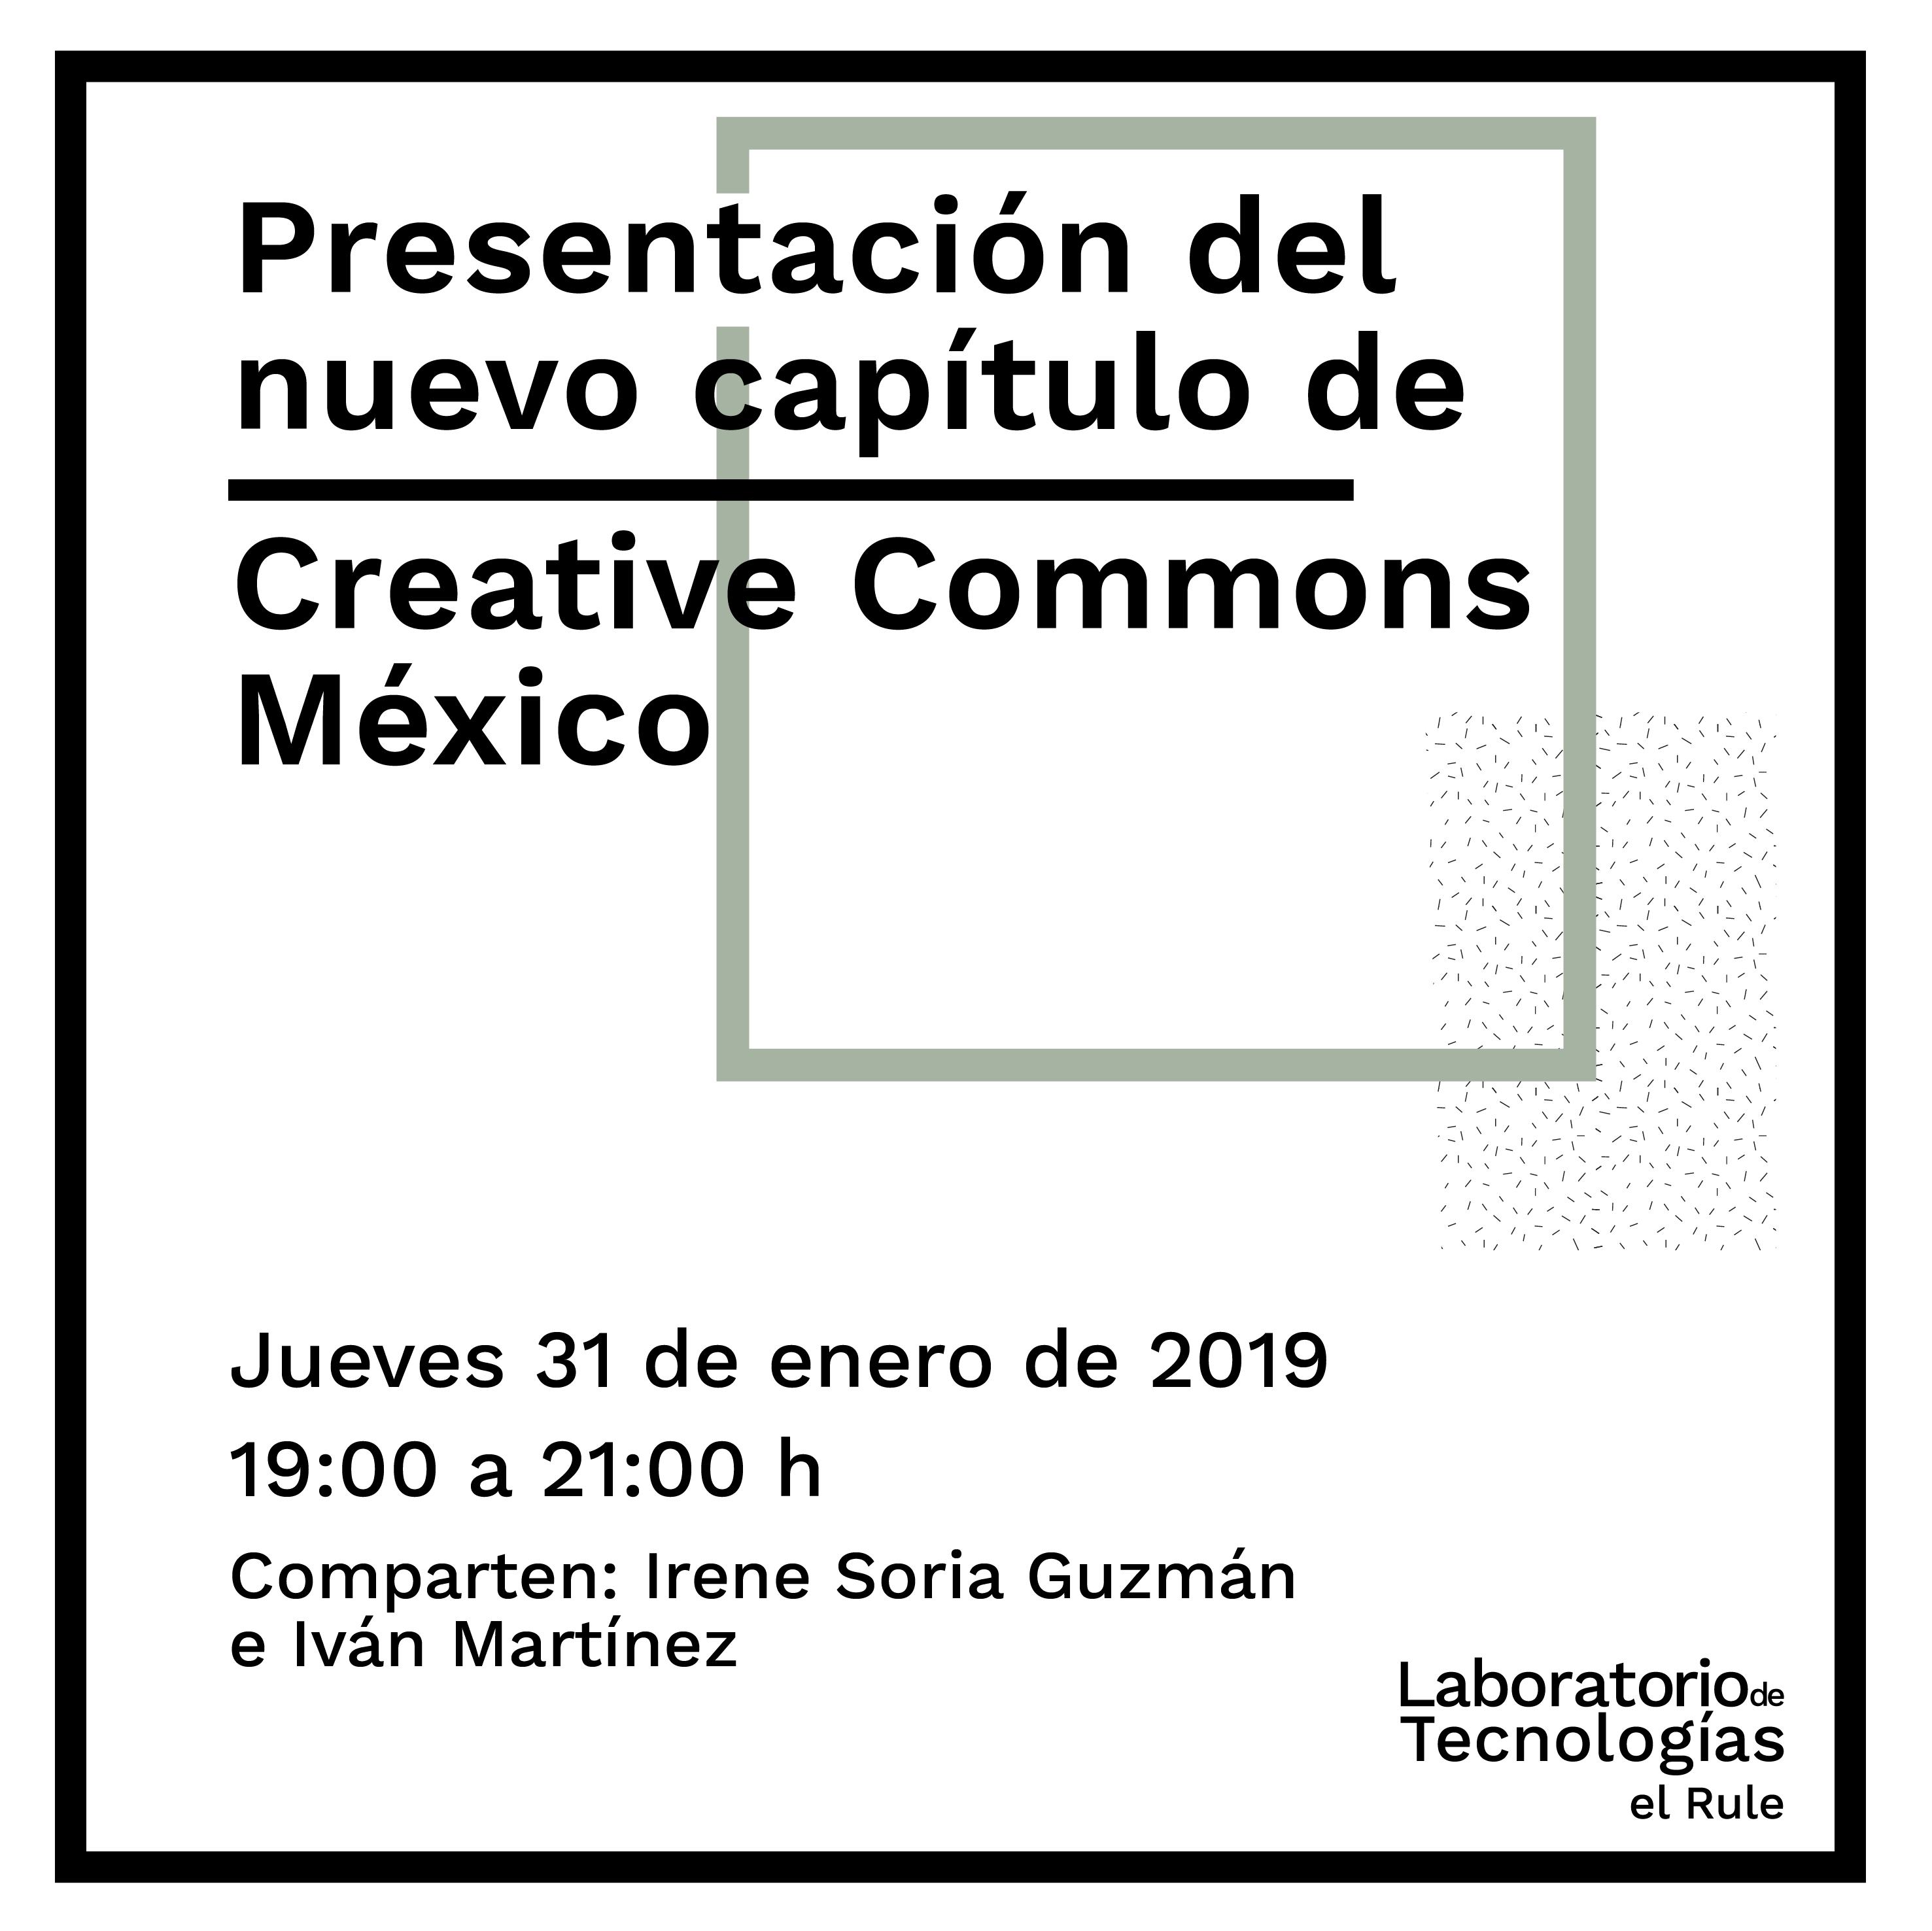 Presentación del
nuevo capítulo de
Creative Commons
México
Jueves 31 de enero de 2019
19:00 a 21:00 h
Comparten: Irene Soria Guzmán
e Iván Martínez
Laboratorio de
Tecnologías
el Rule